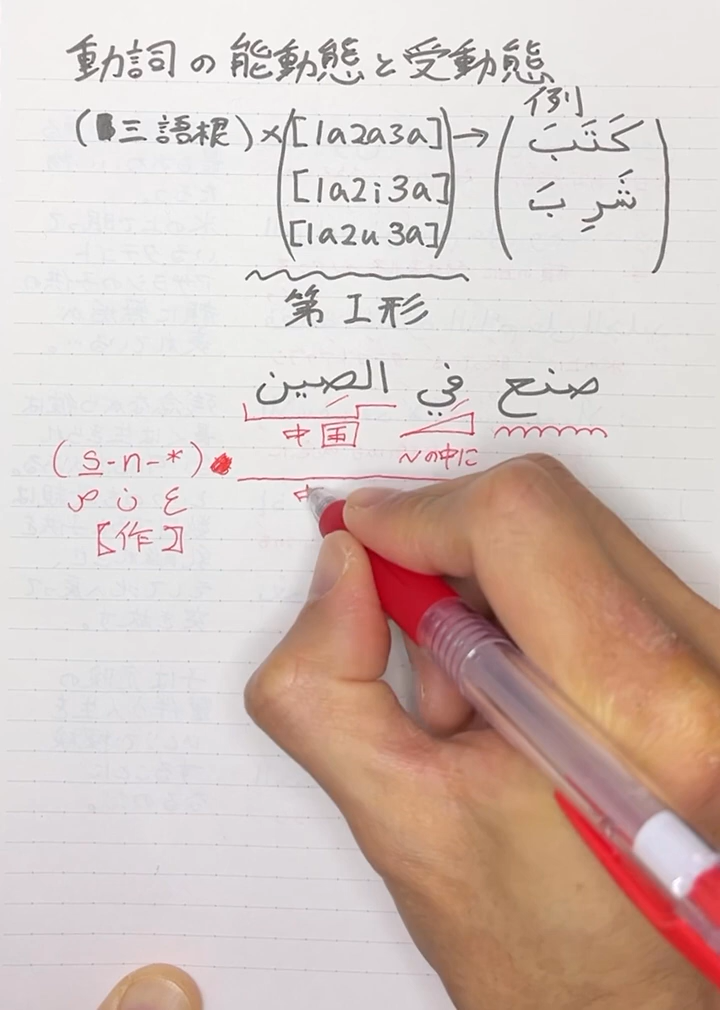 動詞の能動態と受動態
(三語根)×[1a2a3a]→(例 كَتَبَ
[1a2i3a] شَرِبَ)
[1a2u3a]
第I形
صنع في الصين
中国 〜の中に
(s-n-*)
ص ن ع 中
【作】